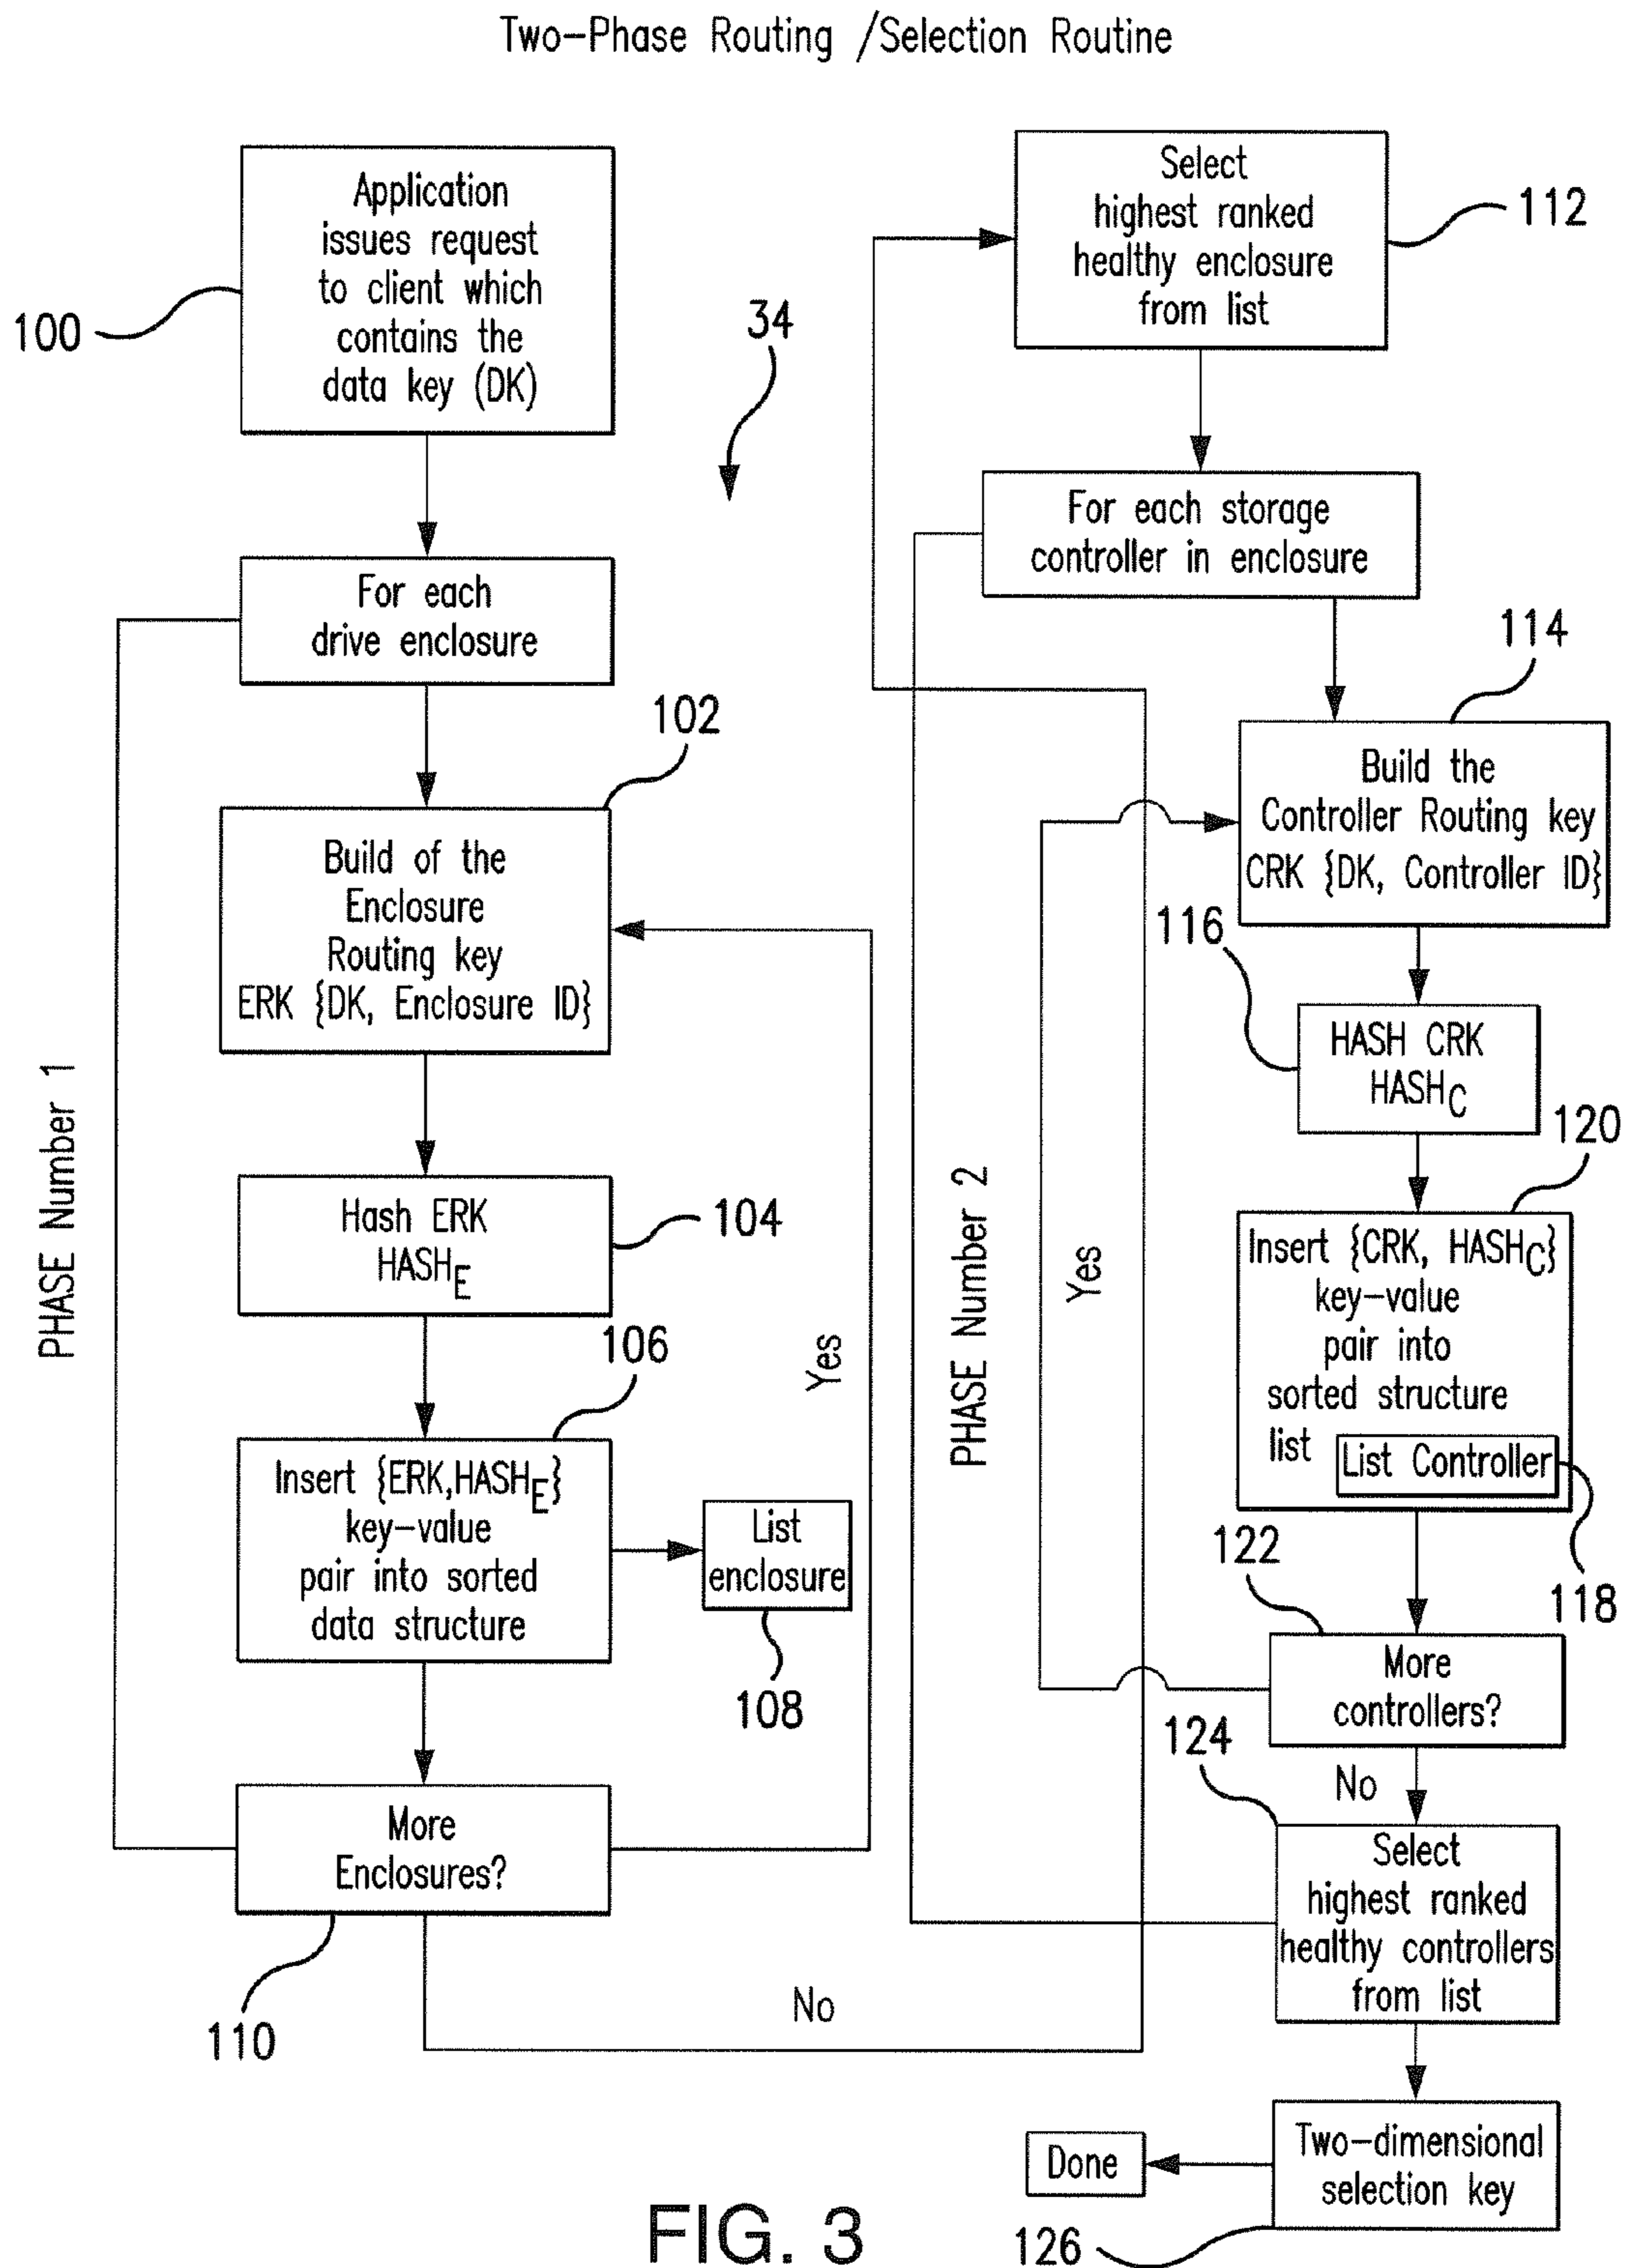 Two-Phase Routing /Selection Routine
Application
issues request
to client which
contains the
data key (DK)
100
34
For each
drive enclosure
102
Build of the
Enclosure
Routing key
ERK {DK, Enclosure ID}
PHASE Number 1
Hash ERK
HASHE
104
106
Insert {ERK,HASHE}
key-value
pair into sorted
data structure
List
enclosure
108
Yes
More
Enclosures?
110
No
Select
highest ranked
healthy enclosure
from list
112
For each storage
controller in enclosure
114
Build the
Controller Routing key
CRK {DK, Controller ID}
116
HASH CRK
HASHC
120
PHASE Number 2
Yes
Insert {CRK, HASHC}
key-value
pair into
sorted structure
list
List Controller
118
122
More
controllers?
124
No
Select
highest ranked
healthy controllers
from list
Two-dimensional
selection key
Done
126
FIG. 3